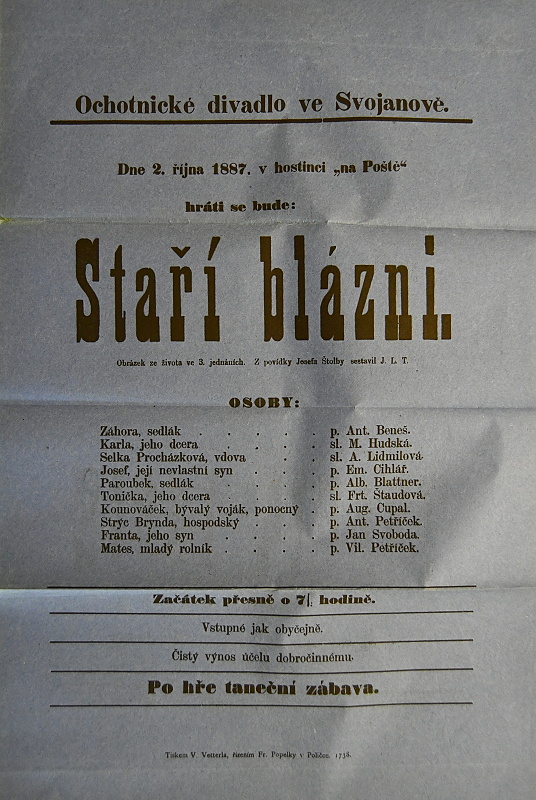 Ochotnické divadlo ve Svojanově.
Dne 2. října 1887. v hostinci „na Poště“
hráti se bude:
Staří blázni.
Obrázek ze života ve 3. jednáních. Z povídky Josefa Štolby sestavil J. L. T.
OSOBY:
Záhora, sedlák . . . . . p. Ant. Beneš.
Karla, jeho dcera . . . . sl. M. Hudská.
Selka Procházková, vdova . . . sl. A. Lidmilová
Josef, její nevlastní syn . . . p. Em. Cihlář.
Paroubek, sedlák . . . . p. Alb. Blattner.
Tonička, jeho dcera . . . . sl. Frt. Štaudová.
Kounováček, bývalý voják, ponocný . p. Aug. Cupal.
Strýc Brynda, hospodský . . . p. Ant. Petříček.
Franta, jeho syn . . . . p. Jan Svoboda.
Mates, mladý rolník . . . . p. Vil. Petříček.
Začátek přesně o 7. hodině.
Vstupné jak obyčejně.
Čistý výnos účelu dobročinnému.
Po hře taneční zábava.
Tiskem V. Vetterla, řízením Fr. Popelky v Poličce. 1738.